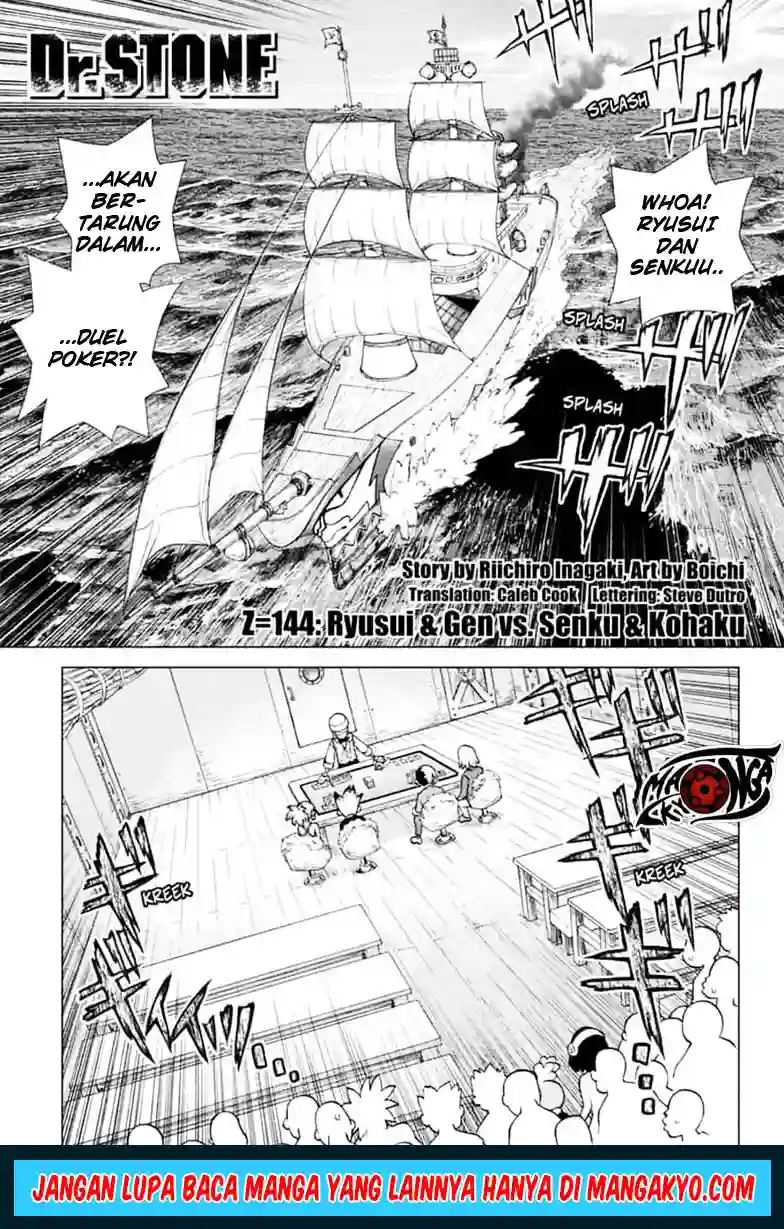 Dr.STONE
WHOA!
RYUSUI
DAN
SENKUU..
...AKAN
BER-
TARUNG
DALAM...
...DUEL
POKER?!
SPLASH
SPLASH
SPLASH
Story by Riichiro Inagaki, Art by Boichi
Translation: Caleb Cook | Lettering: Steve Dutro
Z=144: Ryusui & Gen vs. Senku & Kohaku
MANGA
KYO
KREEK
KREEK
JANGAN LUPA BACA MANGA YANG LAINNYA HANYA DI MANGAKYO.COM